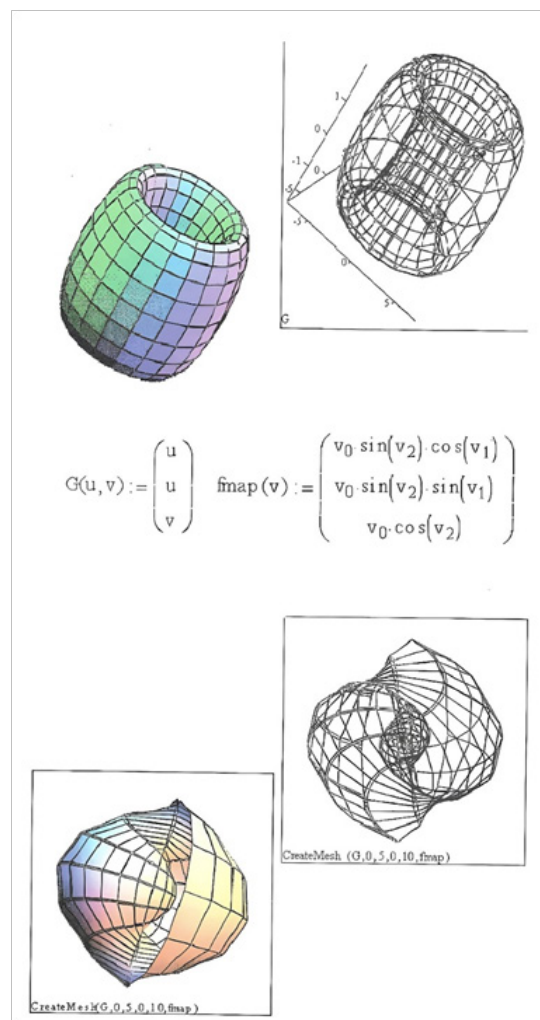 1
0
-1
0
-5
-5
0
5
G
G(u,v) := (u u v) fmap(v) := (v₀·sin(v₂)·cos(v₁) v₀·sin(v₂)·sin(v₁) v₀·cos(v₂))
CreateMesh (G,0,5,0,10,fmap)
CreateMesh(G,0,5,0,10,fmap)